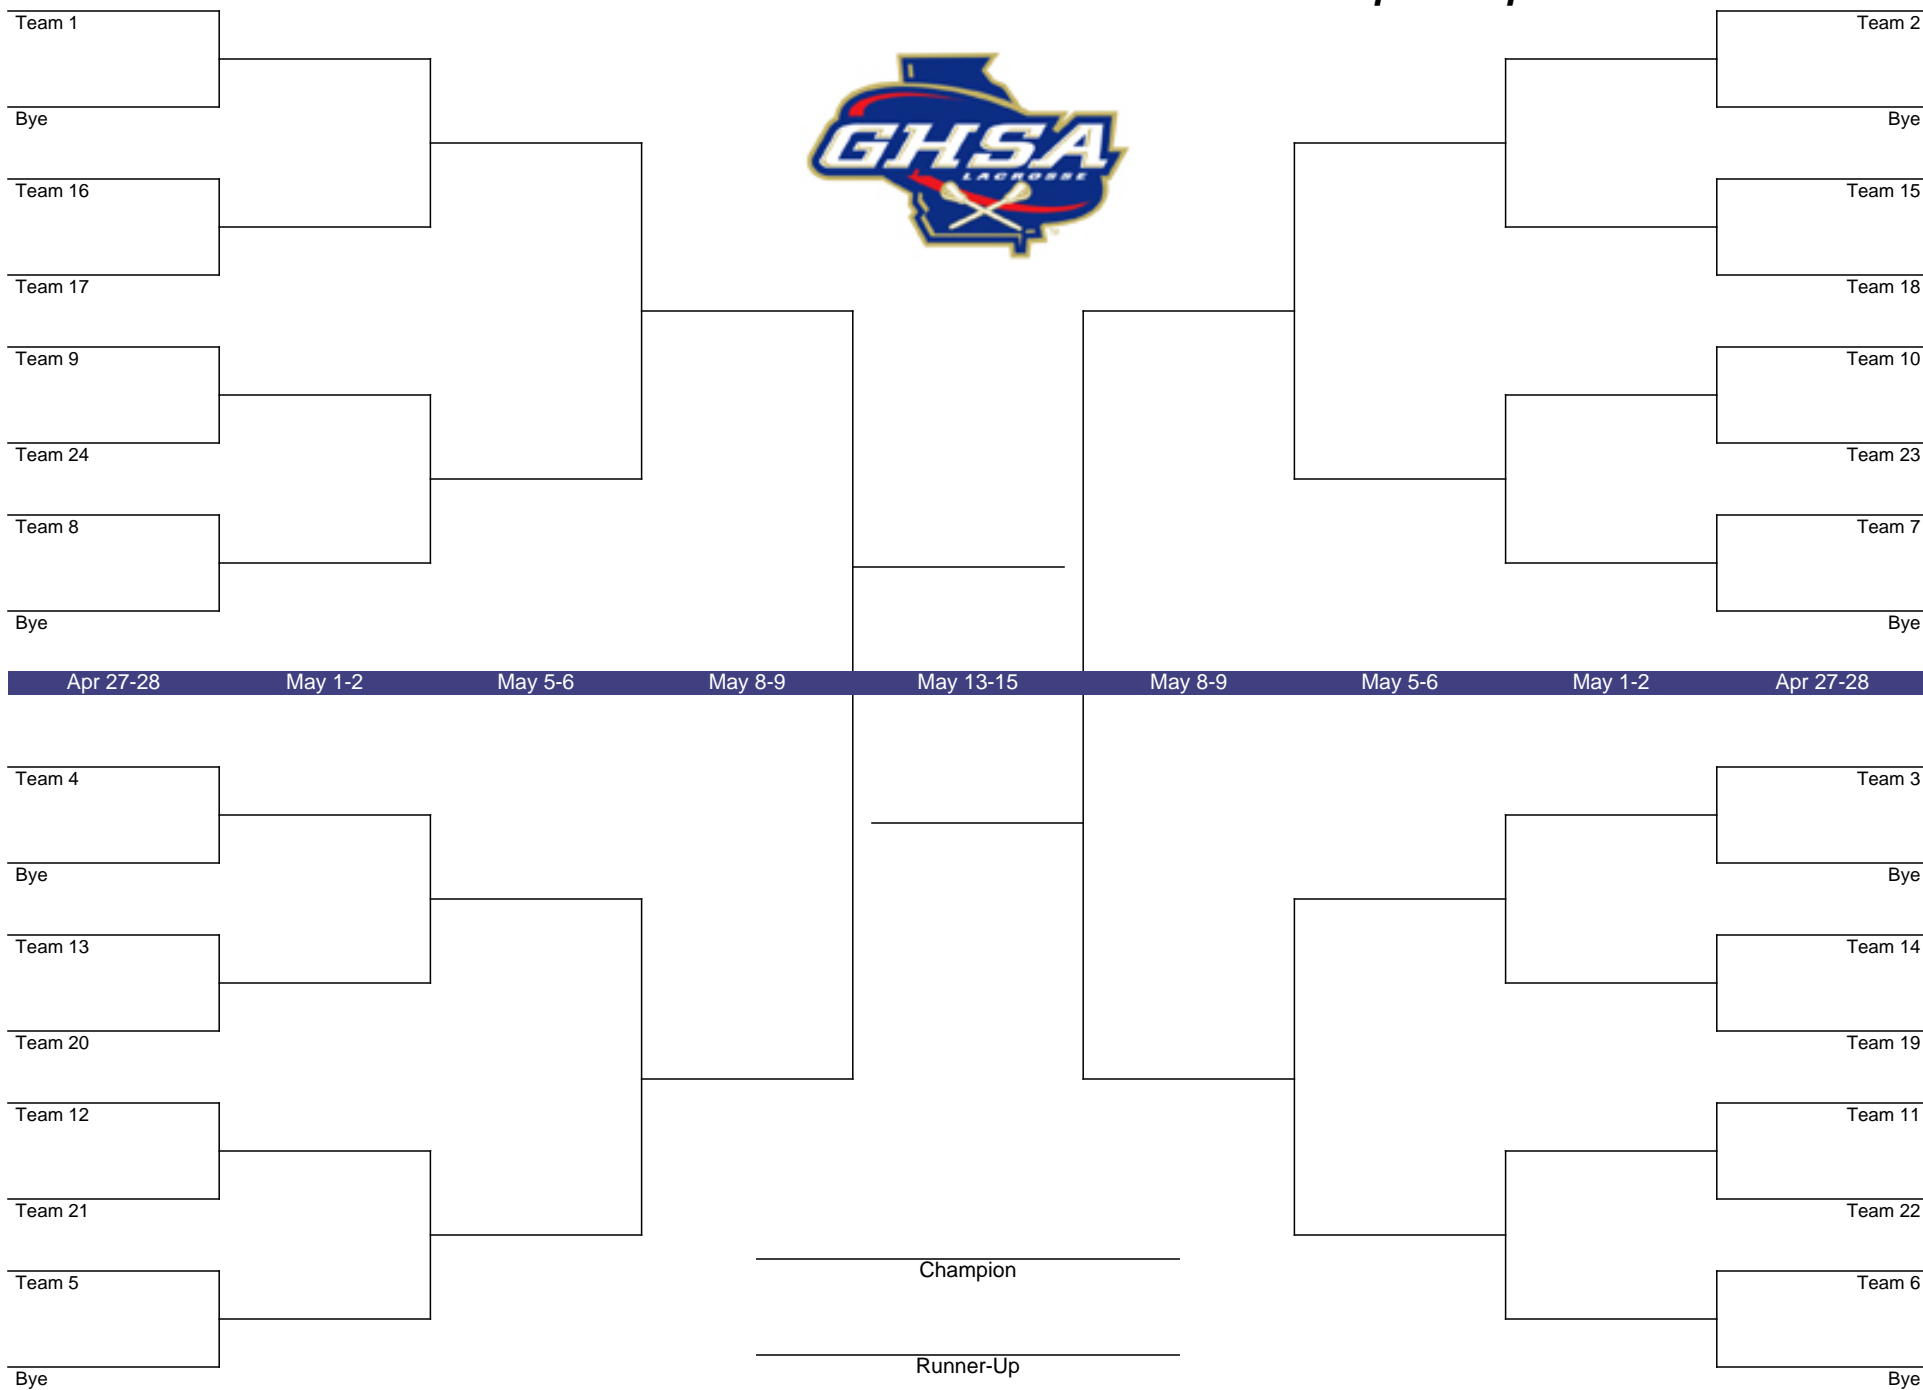 Team 1
Bye
Team 16
Team 17
Team 9
Team 24
Team 8
Bye
GHSA
LACROSSE
Team 2
Bye
Team 15
Team 18
Team 10
Team 23
Team 7
Bye
Apr 27-28 May 1-2 May 5-6 May 8-9 May 13-15 May 8-9 May 5-6 May 1-2 Apr 27-28
Team 4
Bye
Team 13
Team 20
Team 12
Team 21
Team 5
Bye
Champion
Runner-Up
Team 3
Bye
Team 14
Team 19
Team 11
Team 22
Team 6
Bye